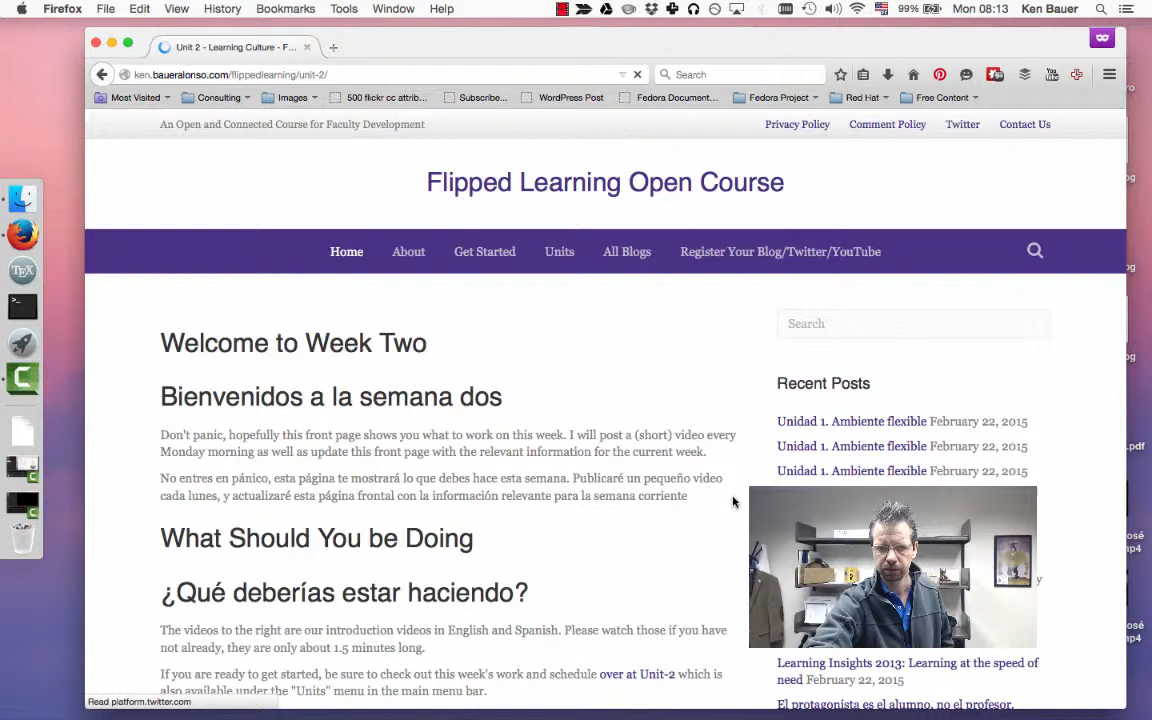 Firefox File Edit View History Bookmarks Tools Window Help 99% Mon 08:13 Ken Bauer
Unit 2 - Learning Culture - F...
ken.baueralonso.com/flippedlearning/unit-2/ Search
Most Visited Consulting Images 500 flickr cc attrib... Subscribe... WordPress Post Fedora Document... Fedora Project Red Hat Free Content
An Open and Connected Course for Faculty Development Privacy Policy Comment Policy Twitter Contact Us
Flipped Learning Open Course
Home About Get Started Units All Blogs Register Your Blog/Twitter/YouTube
Welcome to Week Two
Bienvenidos a la semana dos
Don't panic, hopefully this front page shows you what to work on this week. I will post a (short) video every
Monday morning as well as update this front page with the relevant information for the current week.
No entres en pánico, esta página te mostrará lo que debes hace esta semana. Publicaré un pequeño video
cada lunes, y actualizaré esta página frontal con la información relevante para la semana corriente
What Should You be Doing
¿Qué deberías estar haciendo?
The videos to the right are our introduction videos in English and Spanish. Please watch those if you have
not already, they are only about 1.5 minutes long.
If you are ready to get started, be sure to check out this week's work and schedule over at Unit-2 which is
also available under the "Units" menu in the main menu bar.
Read platform.twitter.com
Search
Recent Posts
Unidad 1. Ambiente flexible February 22, 2015
Unidad 1. Ambiente flexible February 22, 2015
Unidad 1. Ambiente flexible February 22, 2015
y
Learning Insights 2013: Learning at the speed of
need February 22, 2015
El protagonista es el alumno, no el profesor.
TEX
ro
pg
pg
pg
.pdf
osé
mp4
osé
mp4